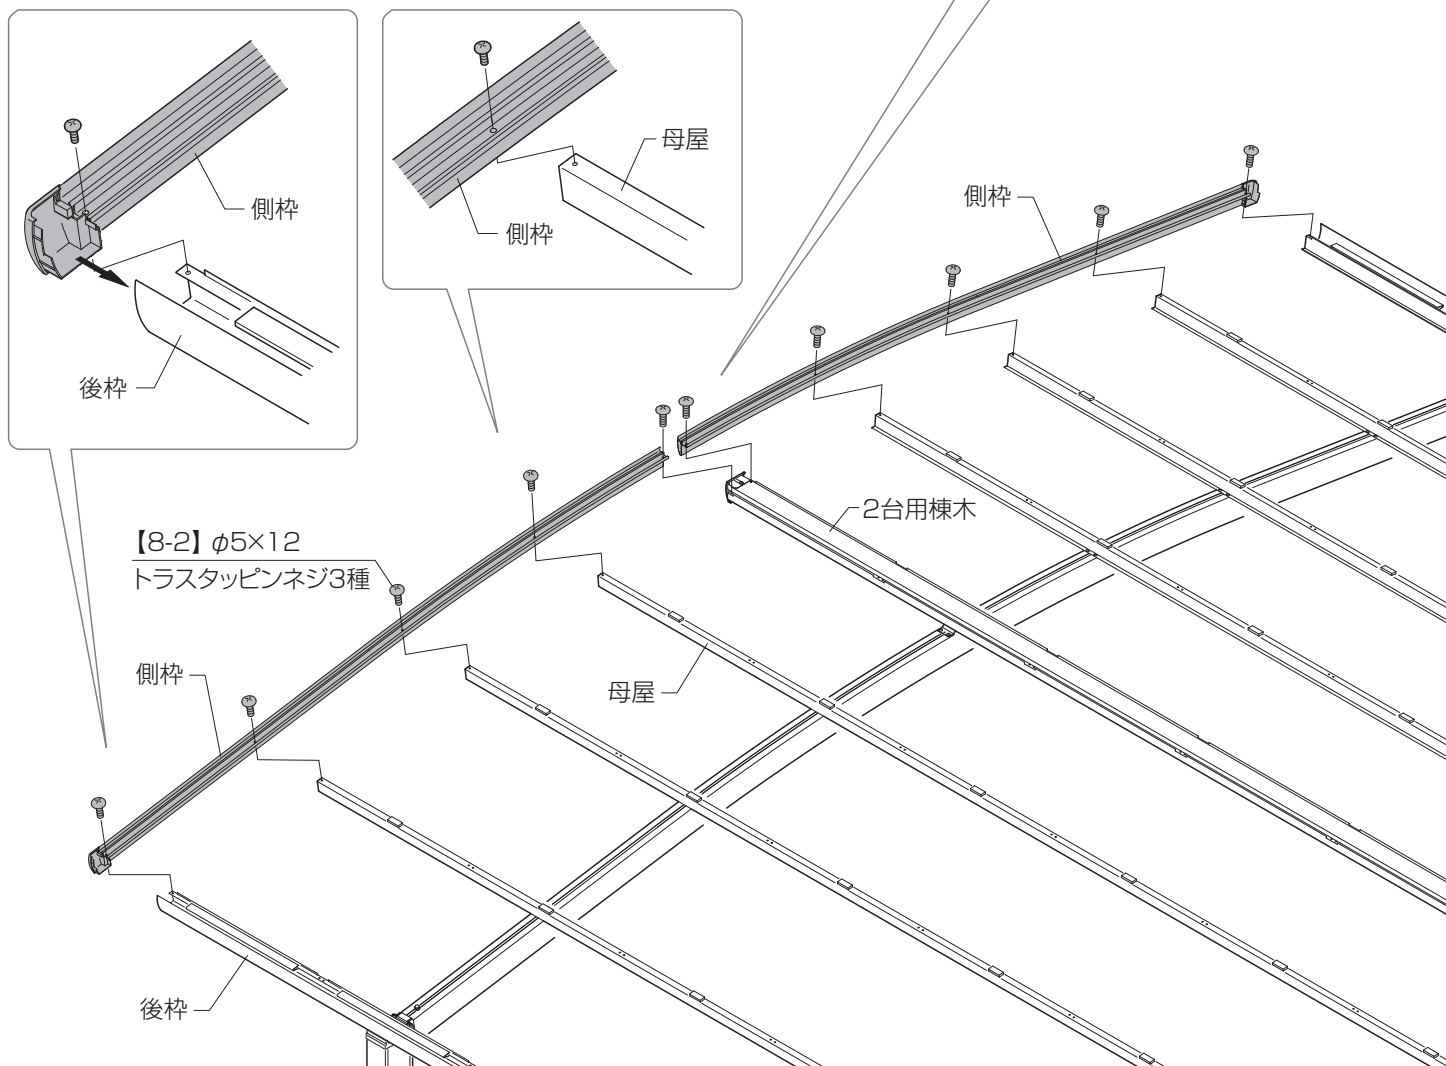 側枠
後枠
母屋
側枠
側枠
2台用棟木
【8-2】φ5×12
トラスタッピンネジ3種
側枠
母屋
後枠